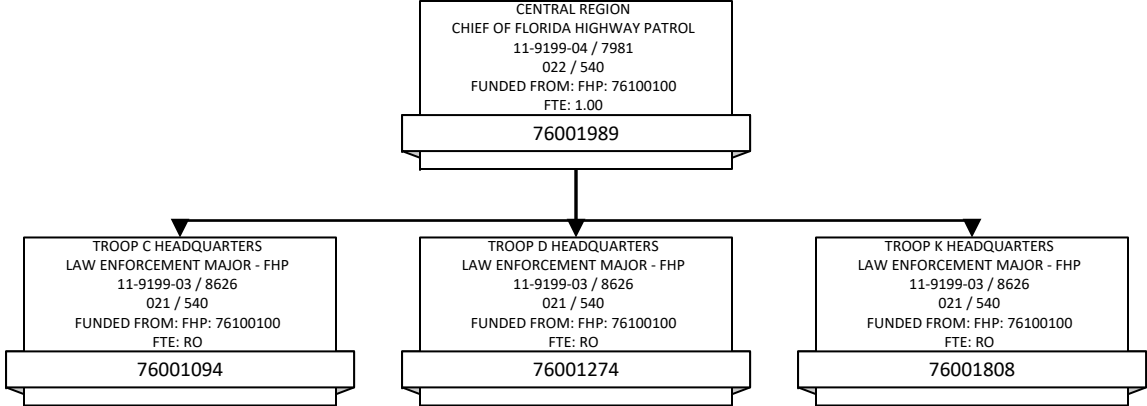 CENTRAL REGION
CHIEF OF FLORIDA HIGHWAY PATROL
11-9199-04 / 7981
022 / 540
FUNDED FROM: FHP: 76100100
FTE: 1.00
76001989
TROOP C HEADQUARTERS
LAW ENFORCEMENT MAJOR - FHP
11-9199-03 / 8626
021 / 540
FUNDED FROM: FHP: 76100100
FTE: RO
76001094
TROOP D HEADQUARTERS
LAW ENFORCEMENT MAJOR - FHP
11-9199-03 / 8626
021 / 540
FUNDED FROM: FHP: 76100100
FTE: RO
76001274
TROOP K HEADQUARTERS
LAW ENFORCEMENT MAJOR - FHP
11-9199-03 / 8626
021 / 540
FUNDED FROM: FHP: 76100100
FTE: RO
76001808